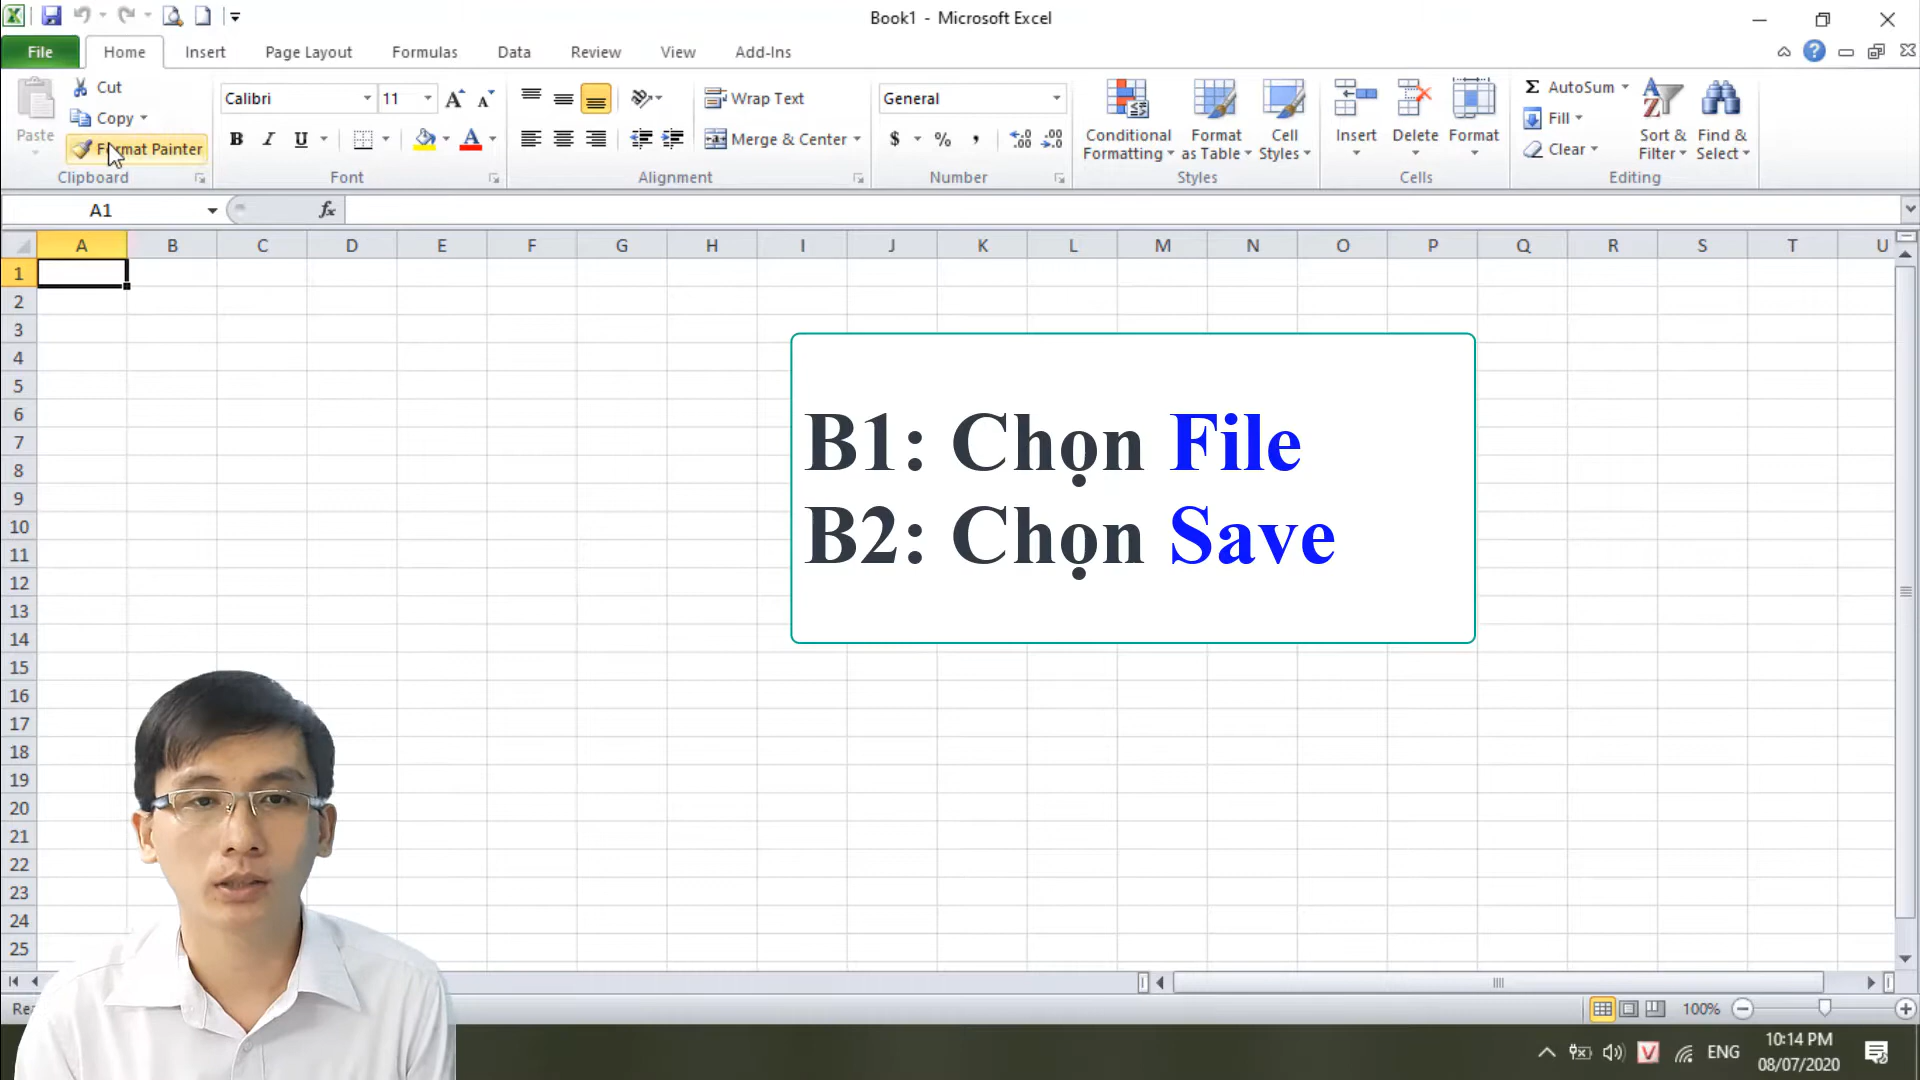 Book1 - Microsoft Excel
File Home Insert Page Layout Formulas Data Review View Add-Ins
Paste
Cut
Copy
Format Painter
Clipboard
Calibri 11
B I U
A
Font
Wrap Text
Merge & Center
Alignment
General
$ % ,
Number
Conditional Formatting
Format as Table
Cell Styles
Styles
Insert
Delete
Format
Cells
Σ AutoSum
Fill
Clear
Sort & Filter
Find & Select
Editing
A1
fx
A B C D E F G H I J K L M N O P Q R S T U
1
2
3
4
5
6
7
8
9
10
11
12
13
14
15
16
17
18
19
20
21
22
23
24
25
B1: Chọn File
B2: Chọn Save
100%
ENG
10:14 PM
08/07/2020